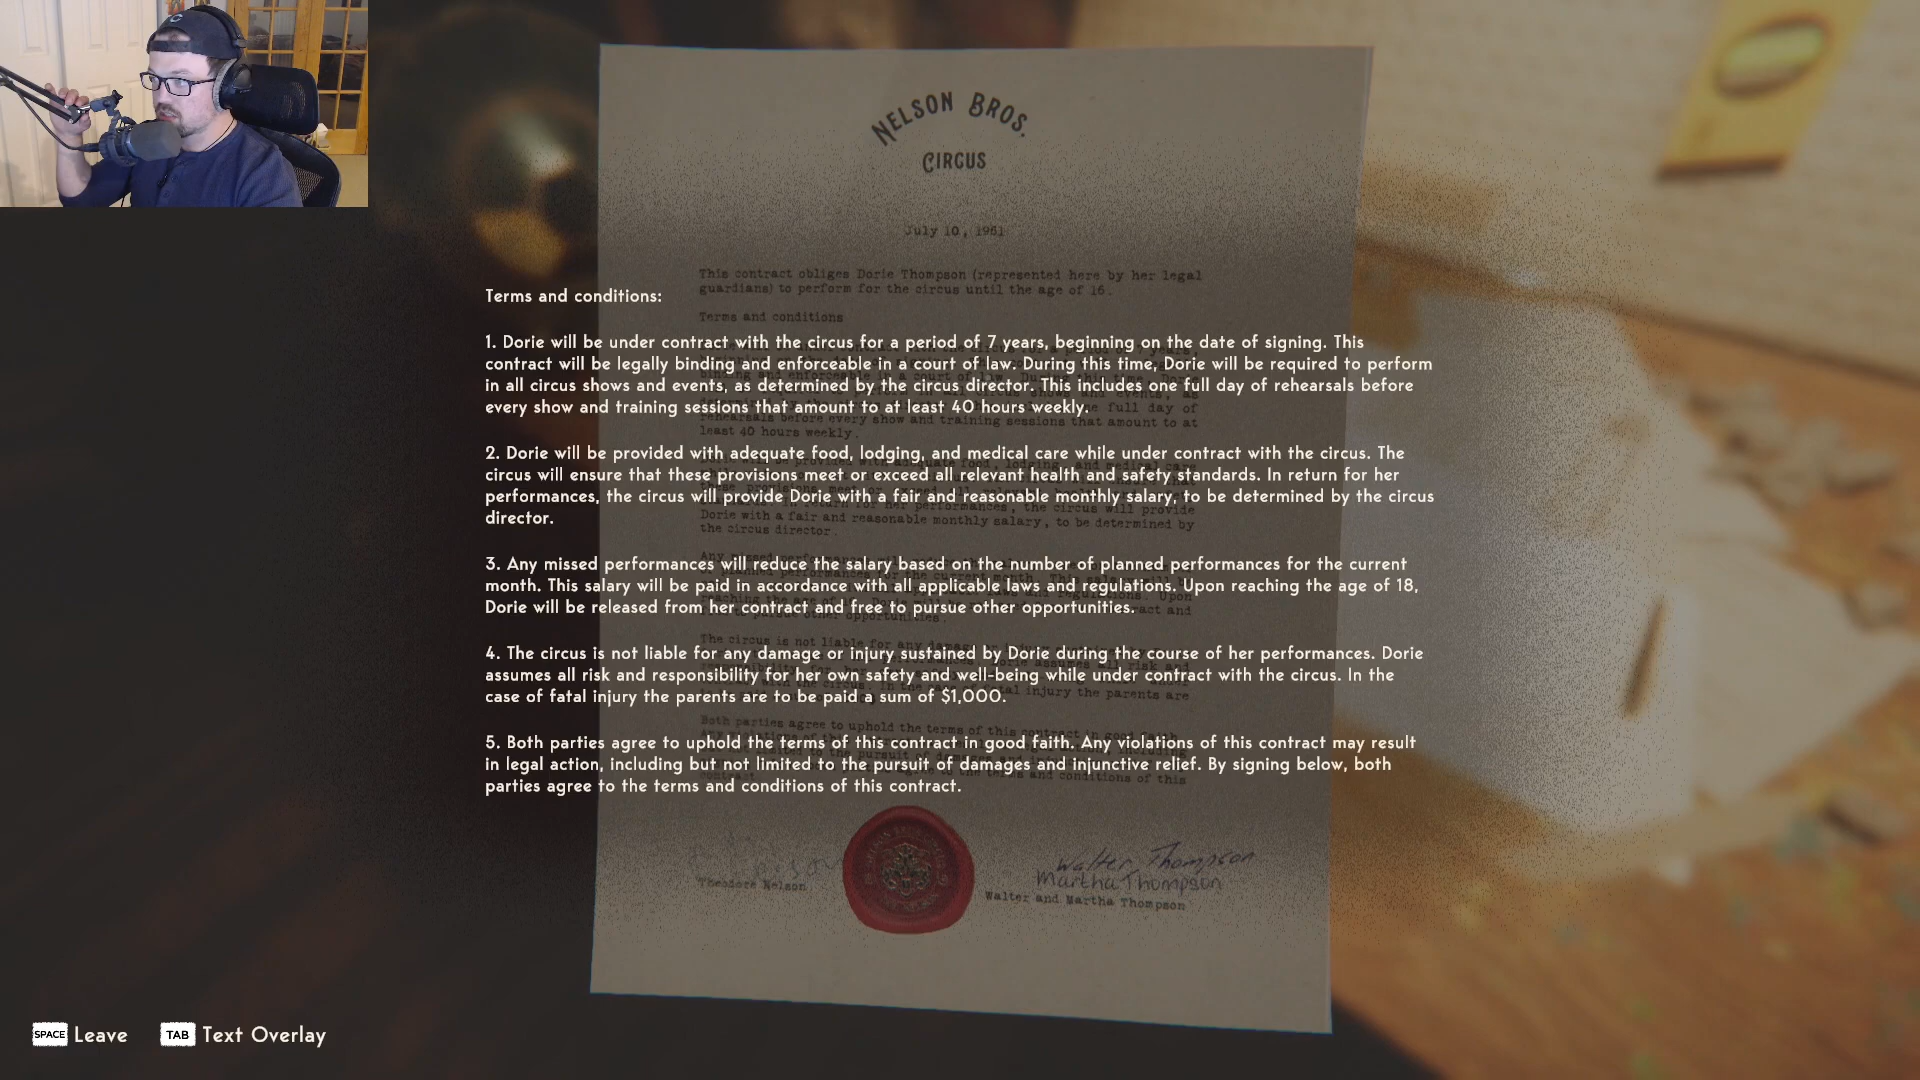 NELSON BROS.
CIRCUS
July 10, 1961
This contract obliges Dorie Thompson (represented here by her legal
guardians) to perform for the circus until the age of 16.
Terms and conditions
Terms and conditions:
1. Dorie will be under contract with the circus for a period of 7 years, beginning on the date of signing. This
contract will be legally binding and enforceable in a court of law. During this time, Dorie will be required to perform
in all circus shows and events, as determined by the circus director. This includes one full day of rehearsals before
every show and training sessions that amount to at least 40 hours weekly.
2. Dorie will be provided with adequate food, lodging, and medical care while under contract with the circus. The
circus will ensure that these provisions meet or exceed all relevant health and safety standards. In return for her
performances, the circus will provide Dorie with a fair and reasonable monthly salary, to be determined by the circus
director.
3. Any missed performances will reduce the salary based on the number of planned performances for the current
month. This salary will be paid in accordance with all applicable laws and regulations. Upon reaching the age of 18,
Dorie will be released from her contract and free to pursue other opportunities.
4. The circus is not liable for any damage or injury sustained by Dorie during the course of her performances. Dorie
assumes all risk and responsibility for her own safety and well-being while under contract with the circus. In the
case of fatal injury the parents are to be paid a sum of $1,000.
5. Both parties agree to uphold the terms of this contract in good faith. Any violations of this contract may result
in legal action, including but not limited to the pursuit of damages and injunctive relief. By signing below, both
parties agree to the terms and conditions of this contract.
Theodore Nelson
Walter Thompson
Martha Thompson
Walter and Martha Thompson
SPACE Leave TAB Text Overlay